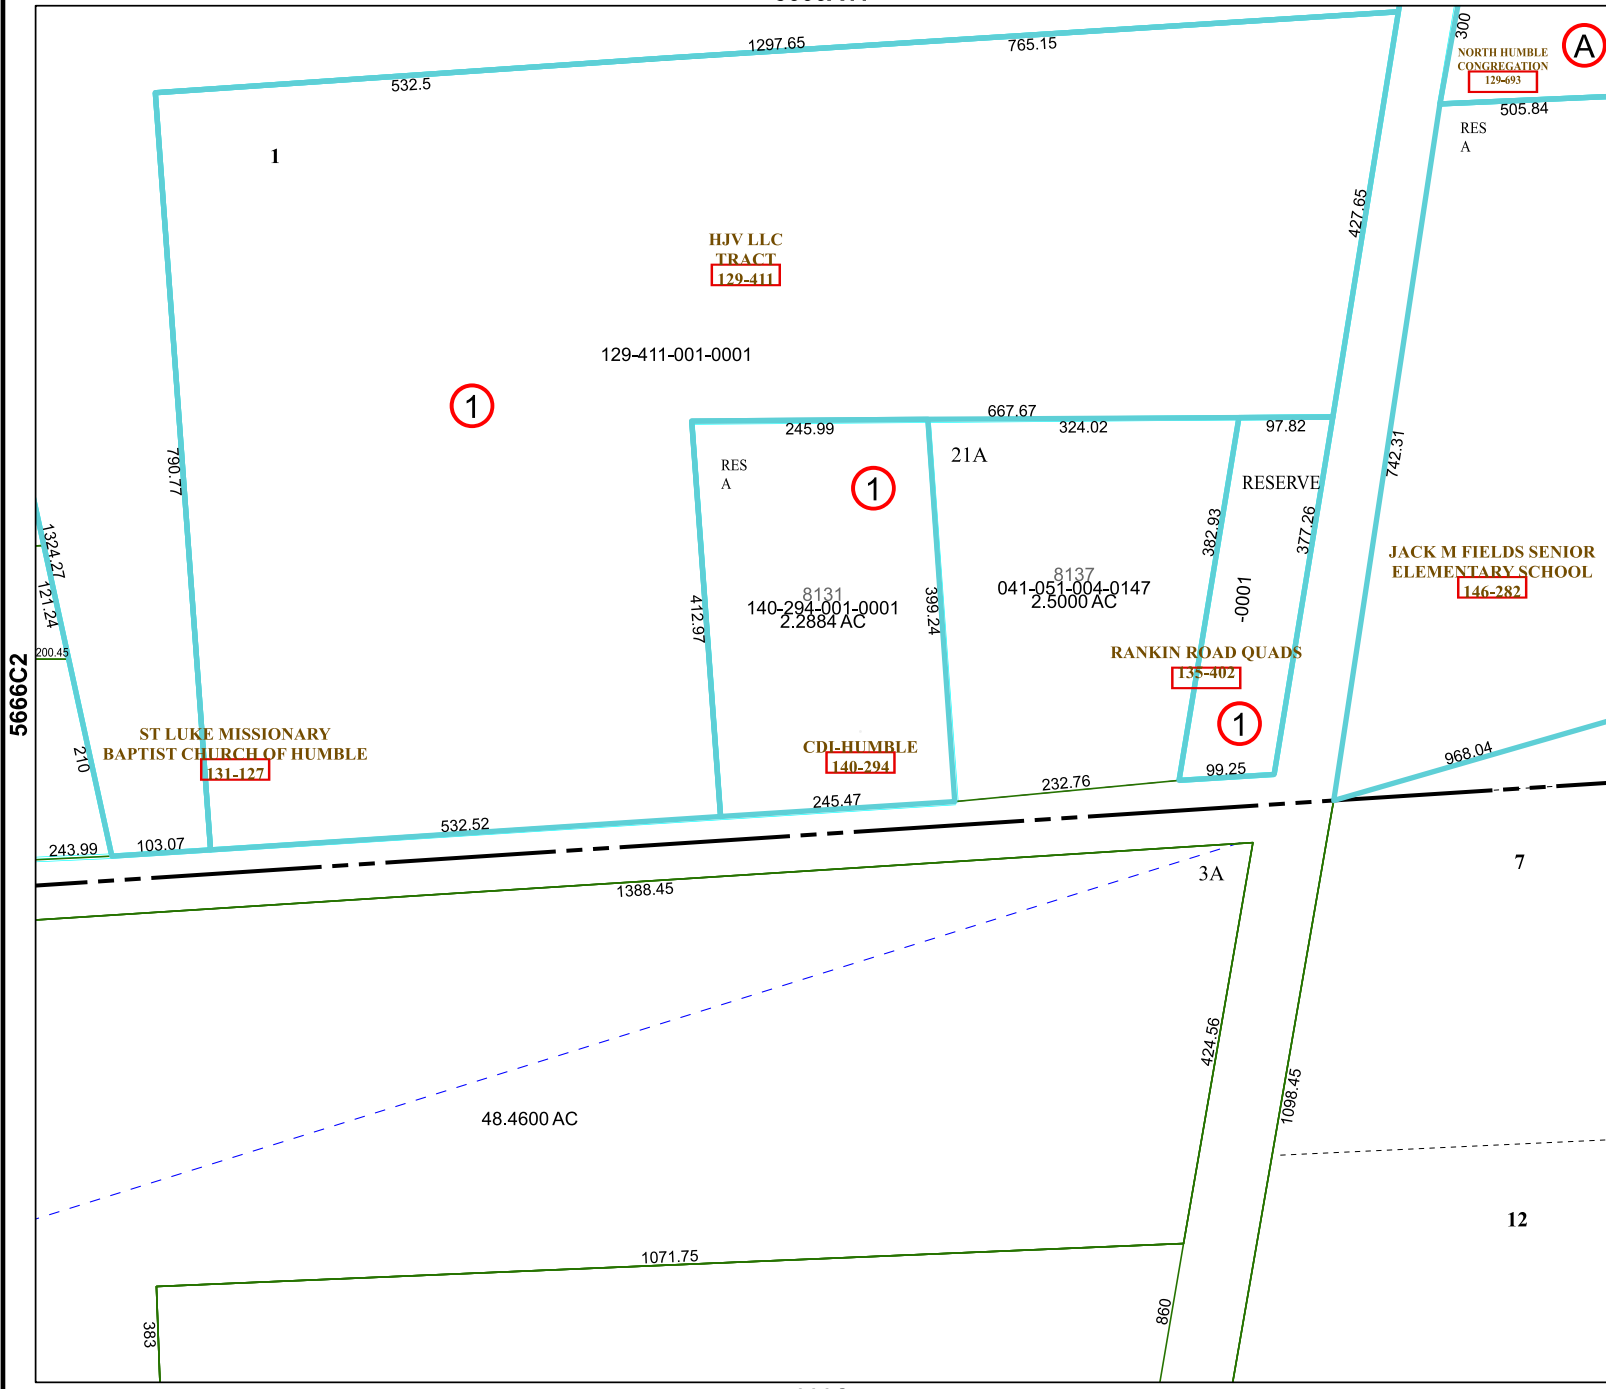 1297.65
765.15
532.5
300
NORTH HUMBLE
CONGREGATION
129-693
A
505.84
RES
A
1
427.65
HJV LLC
TRACT
129-411
129-411-001-0001
1
667.67
245.99
324.02
97.82
RES
A
1
21A
RESERVE
790.77
742.31
382.93
377.26
1324.27
121.24
200.45
5666C2
210
412.97
8131
140-294-001-0001
2.2884 AC
399.24
8137
041-051-004-0147
2.5000 AC
-0001
JACK M FIELDS SENIOR
ELEMENTARY SCHOOL
146-282
RANKIN ROAD QUADS
135-402
1
ST LUKE MISSIONARY
BAPTIST CHURCH OF HUMBLE
131-127
CDI-HUMBLE
140-294
99.25
968.04
232.76
245.47
532.52
103.07
243.99
1388.45
3A
7
424.56
1098.45
48.4600 AC
12
1071.75
383
860